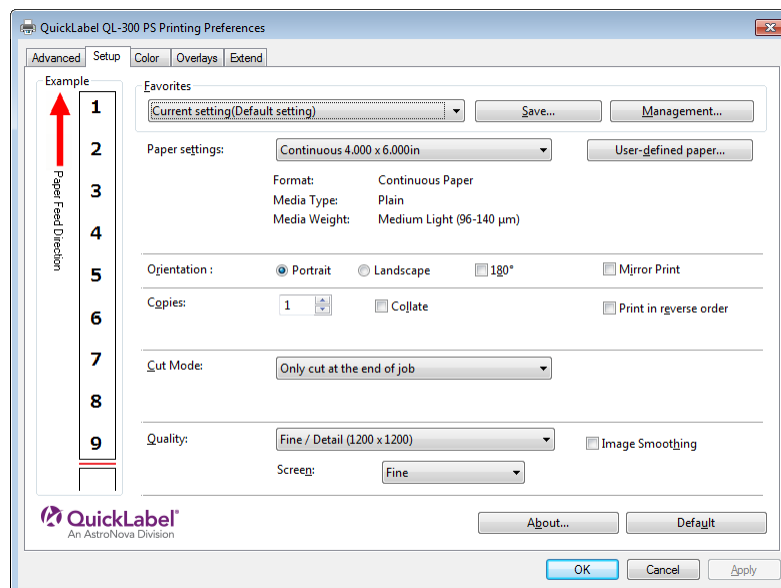 QuickLabel QL-300 PS Printing Preferences
Advanced Setup Color Overlays Extend
Example
Paper Feed Direction
1
2
3
4
5
6
7
8
9
Favorites
Current setting(Default setting) Save... Management...
Paper settings: Continuous 4.000 x 6.000in User-defined paper...
Format: Continuous Paper
Media Type: Plain
Media Weight: Medium Light (96-140 μm)
Orientation : Portrait Landscape 180° Mirror Print
Copies: 1 Collate Print in reverse order
Cut Mode: Only cut at the end of job
Quality: Fine / Detail (1200 x 1200) Image Smoothing
Screen: Fine
QuickLabel®
An AstroNova Division
About... Default
OK Cancel Apply